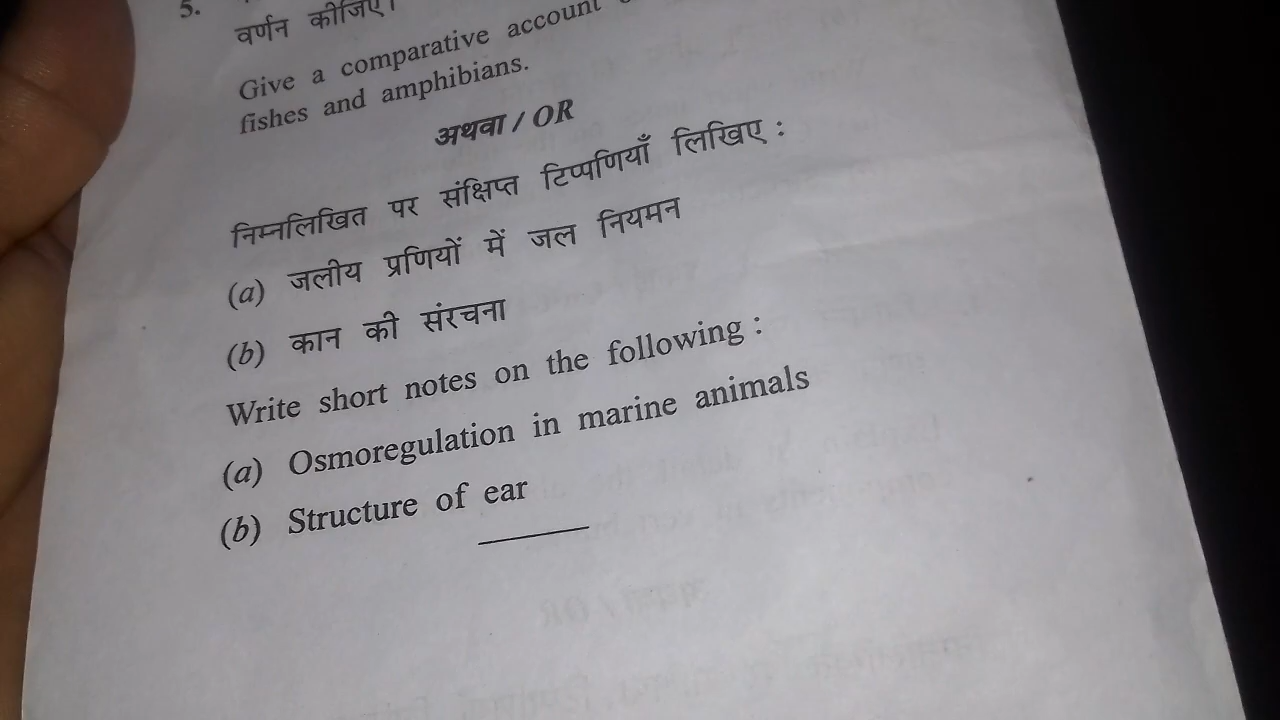 5.
वर्णन कीजिए।
Give a comparative account
fishes and amphibians.
अथवा / OR
निम्नलिखित पर संक्षिप्त टिप्पणियाँ लिखिए :
(a) जलीय प्रणियों में जल नियमन
(b) कान की संरचना
Write short notes on the following :
(a) Osmoregulation in marine animals
(b) Structure of ear